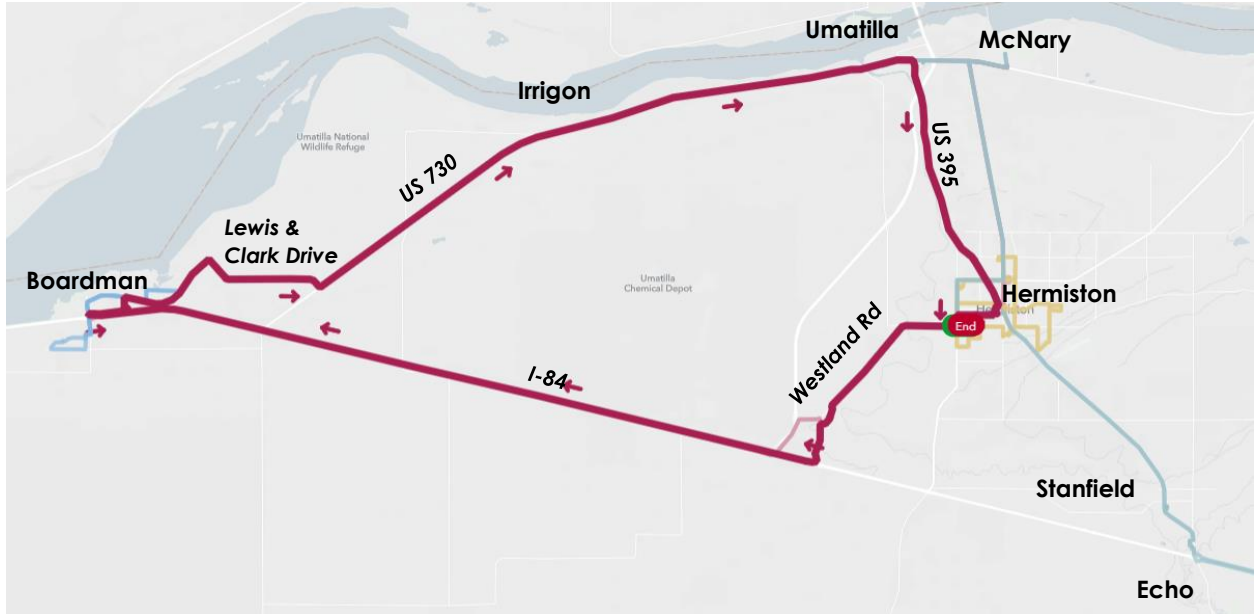 Umatilla
McNary
Irrigon
Umatilla National
Wildlife Refuge
US 730
US 395
Lewis &
Clark Drive
Boardman
Umatilla
Chemical Depot
Hermiston
End
Westland Rd
I-84
Stanfield
Echo